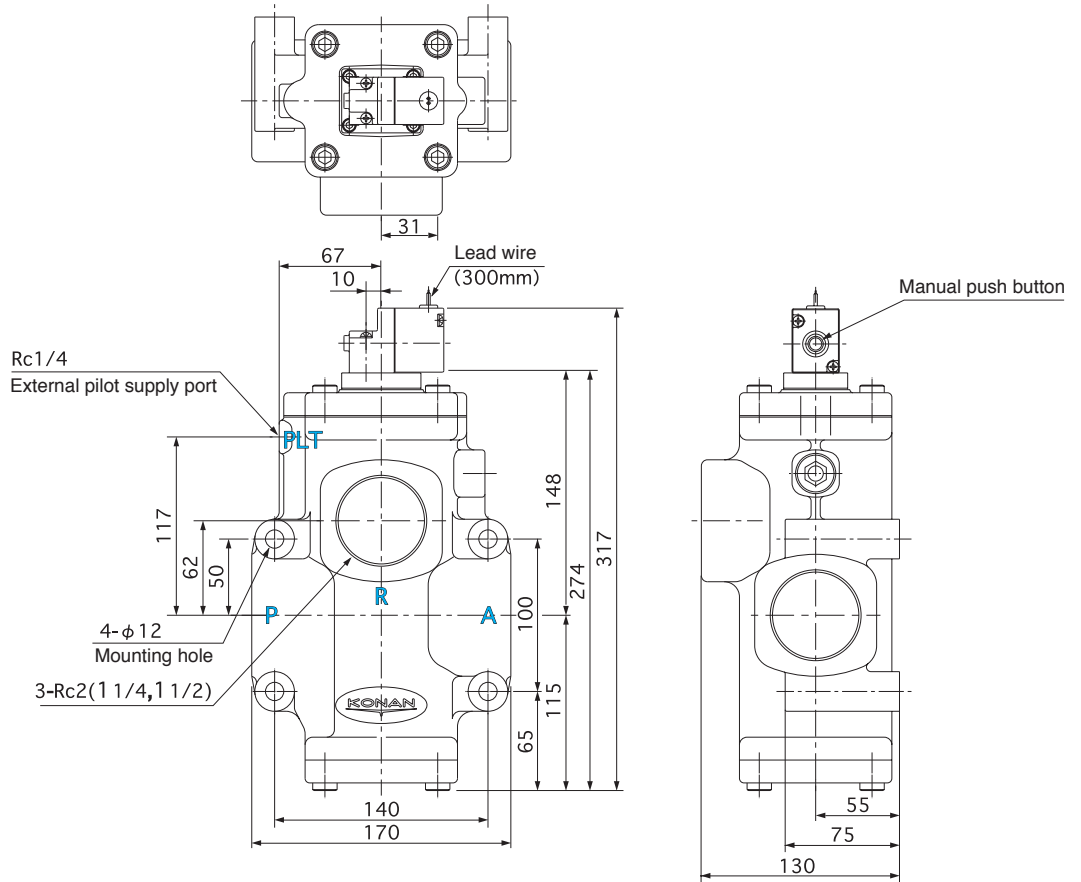 31
67
10
Lead wire
(300mm)
Manual push button
Rc1/4
External pilot supply port
PLT
117
62
50
148
274
317
R
P
A
100
4-φ12
Mounting hole
3-Rc2(1 1/4,1 1/2)
KONAN
115
65
140
170
55
75
130